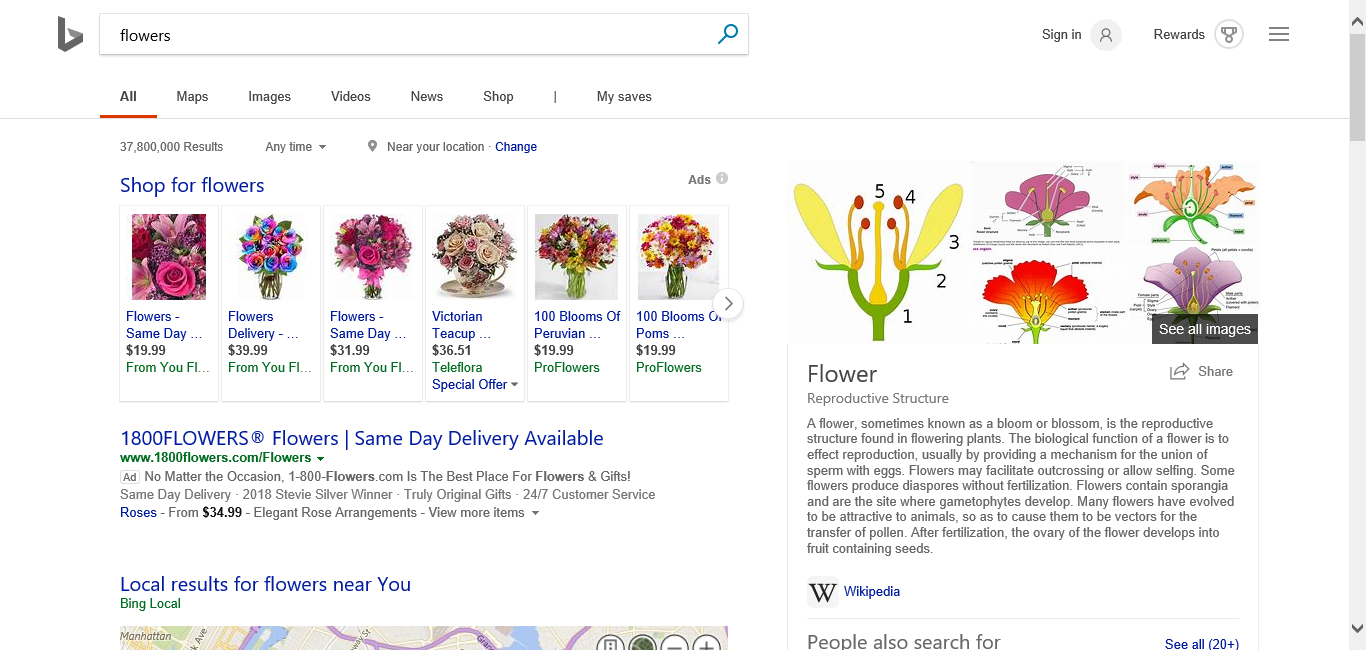 flowers
Sign in
Rewards
All
Maps
Images
Videos
News
Shop
|
My saves
37,800,000 Results
Any time
Near your location · Change
Shop for flowers
Ads
Flowers -
Same Day ...
$19.99
From You Fl...
Flowers
Delivery - ...
$39.99
From You Fl...
Flowers -
Same Day ...
$31.99
From You Fl...
Victorian
Teacup ...
$36.51
Teleflora
Special Offer
100 Blooms Of
Peruvian ...
$19.99
ProFlowers
100 Blooms Of
Poms ...
$19.99
ProFlowers
1800FLOWERS® Flowers | Same Day Delivery Available
www.1800flowers.com/Flowers
Ad No Matter the Occasion, 1-800-Flowers.com Is The Best Place For Flowers & Gifts!
Same Day Delivery · 2018 Stevie Silver Winner · Truly Original Gifts · 24/7 Customer Service
Roses - From $34.99 - Elegant Rose Arrangements - View more items
Local results for flowers near You
Bing Local
Manhattan
5
4
3
2
1
See all images
Flower
Share
Reproductive Structure
A flower, sometimes known as a bloom or blossom, is the reproductive
structure found in flowering plants. The biological function of a flower is to
effect reproduction, usually by providing a mechanism for the union of
sperm with eggs. Flowers may facilitate outcrossing or allow selfing. Some
flowers produce diaspores without fertilization. Flowers contain sporangia
and are the site where gametophytes develop. Many flowers have evolved
to be attractive to animals, so as to cause them to be vectors for the
transfer of pollen. After fertilization, the ovary of the flower develops into
fruit containing seeds.
W Wikipedia
People also search for
See all (20+)